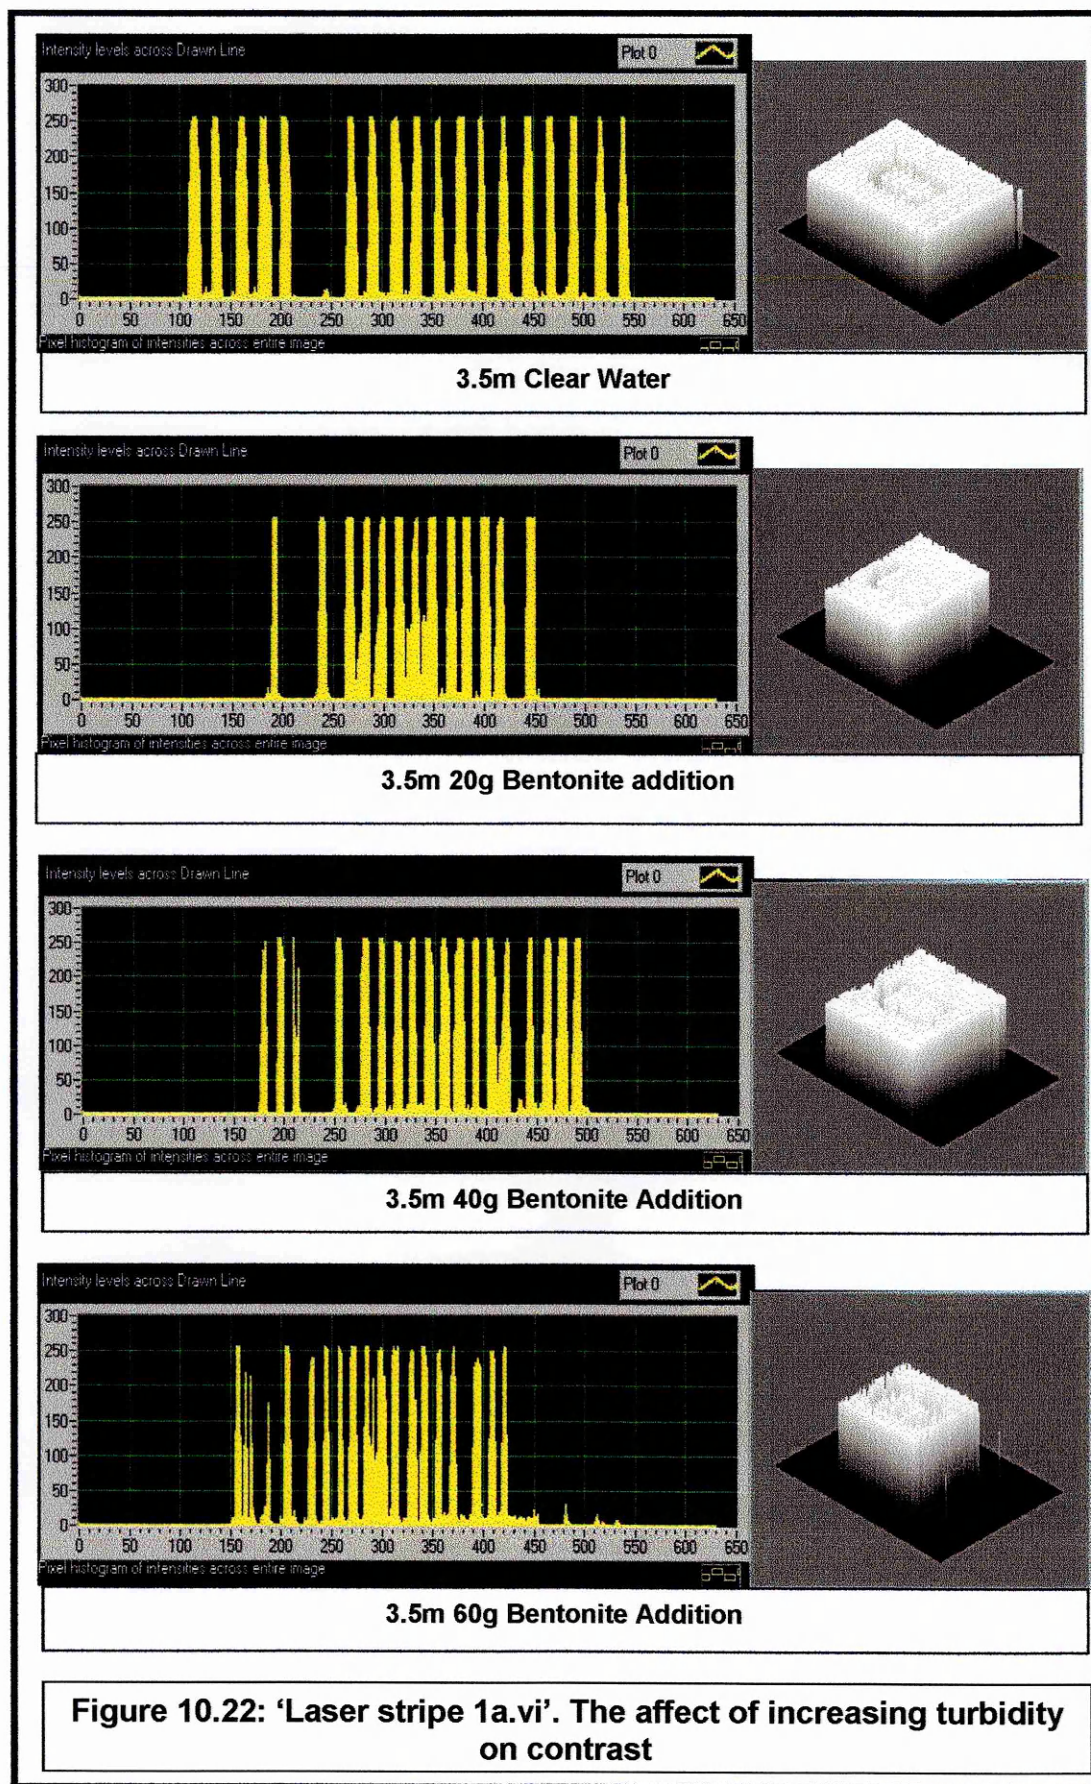 Intensity levels across Drawn Line
Plot 0
300
250
200
150
100
50
0
0 50 100 150 200 250 300 350 400 450 500 550 600 650
Pixel histogram of intensities across entire image
3.5m Clear Water
Intensity levels across Drawn Line
Plot 0
300
250
200
150
100
50
0
0 50 100 150 200 250 300 350 400 450 500 550 600 650
Pixel histogram of intensities across entire image
3.5m 20g Bentonite addition
Intensity levels across Drawn Line
Plot 0
300
250
200
150
100
50
0
0 50 100 150 200 250 300 350 400 450 500 550 600 650
Pixel histogram of intensities across entire image
3.5m 40g Bentonite Addition
Intensity levels across Drawn Line
Plot 0
300
250
200
150
100
50
0
0 50 100 150 200 250 300 350 400 450 500 550 600 650
Pixel histogram of intensities across entire image
3.5m 60g Bentonite Addition
Figure 10.22: ‘Laser stripe 1a.vi’. The affect of increasing turbidity
on contrast